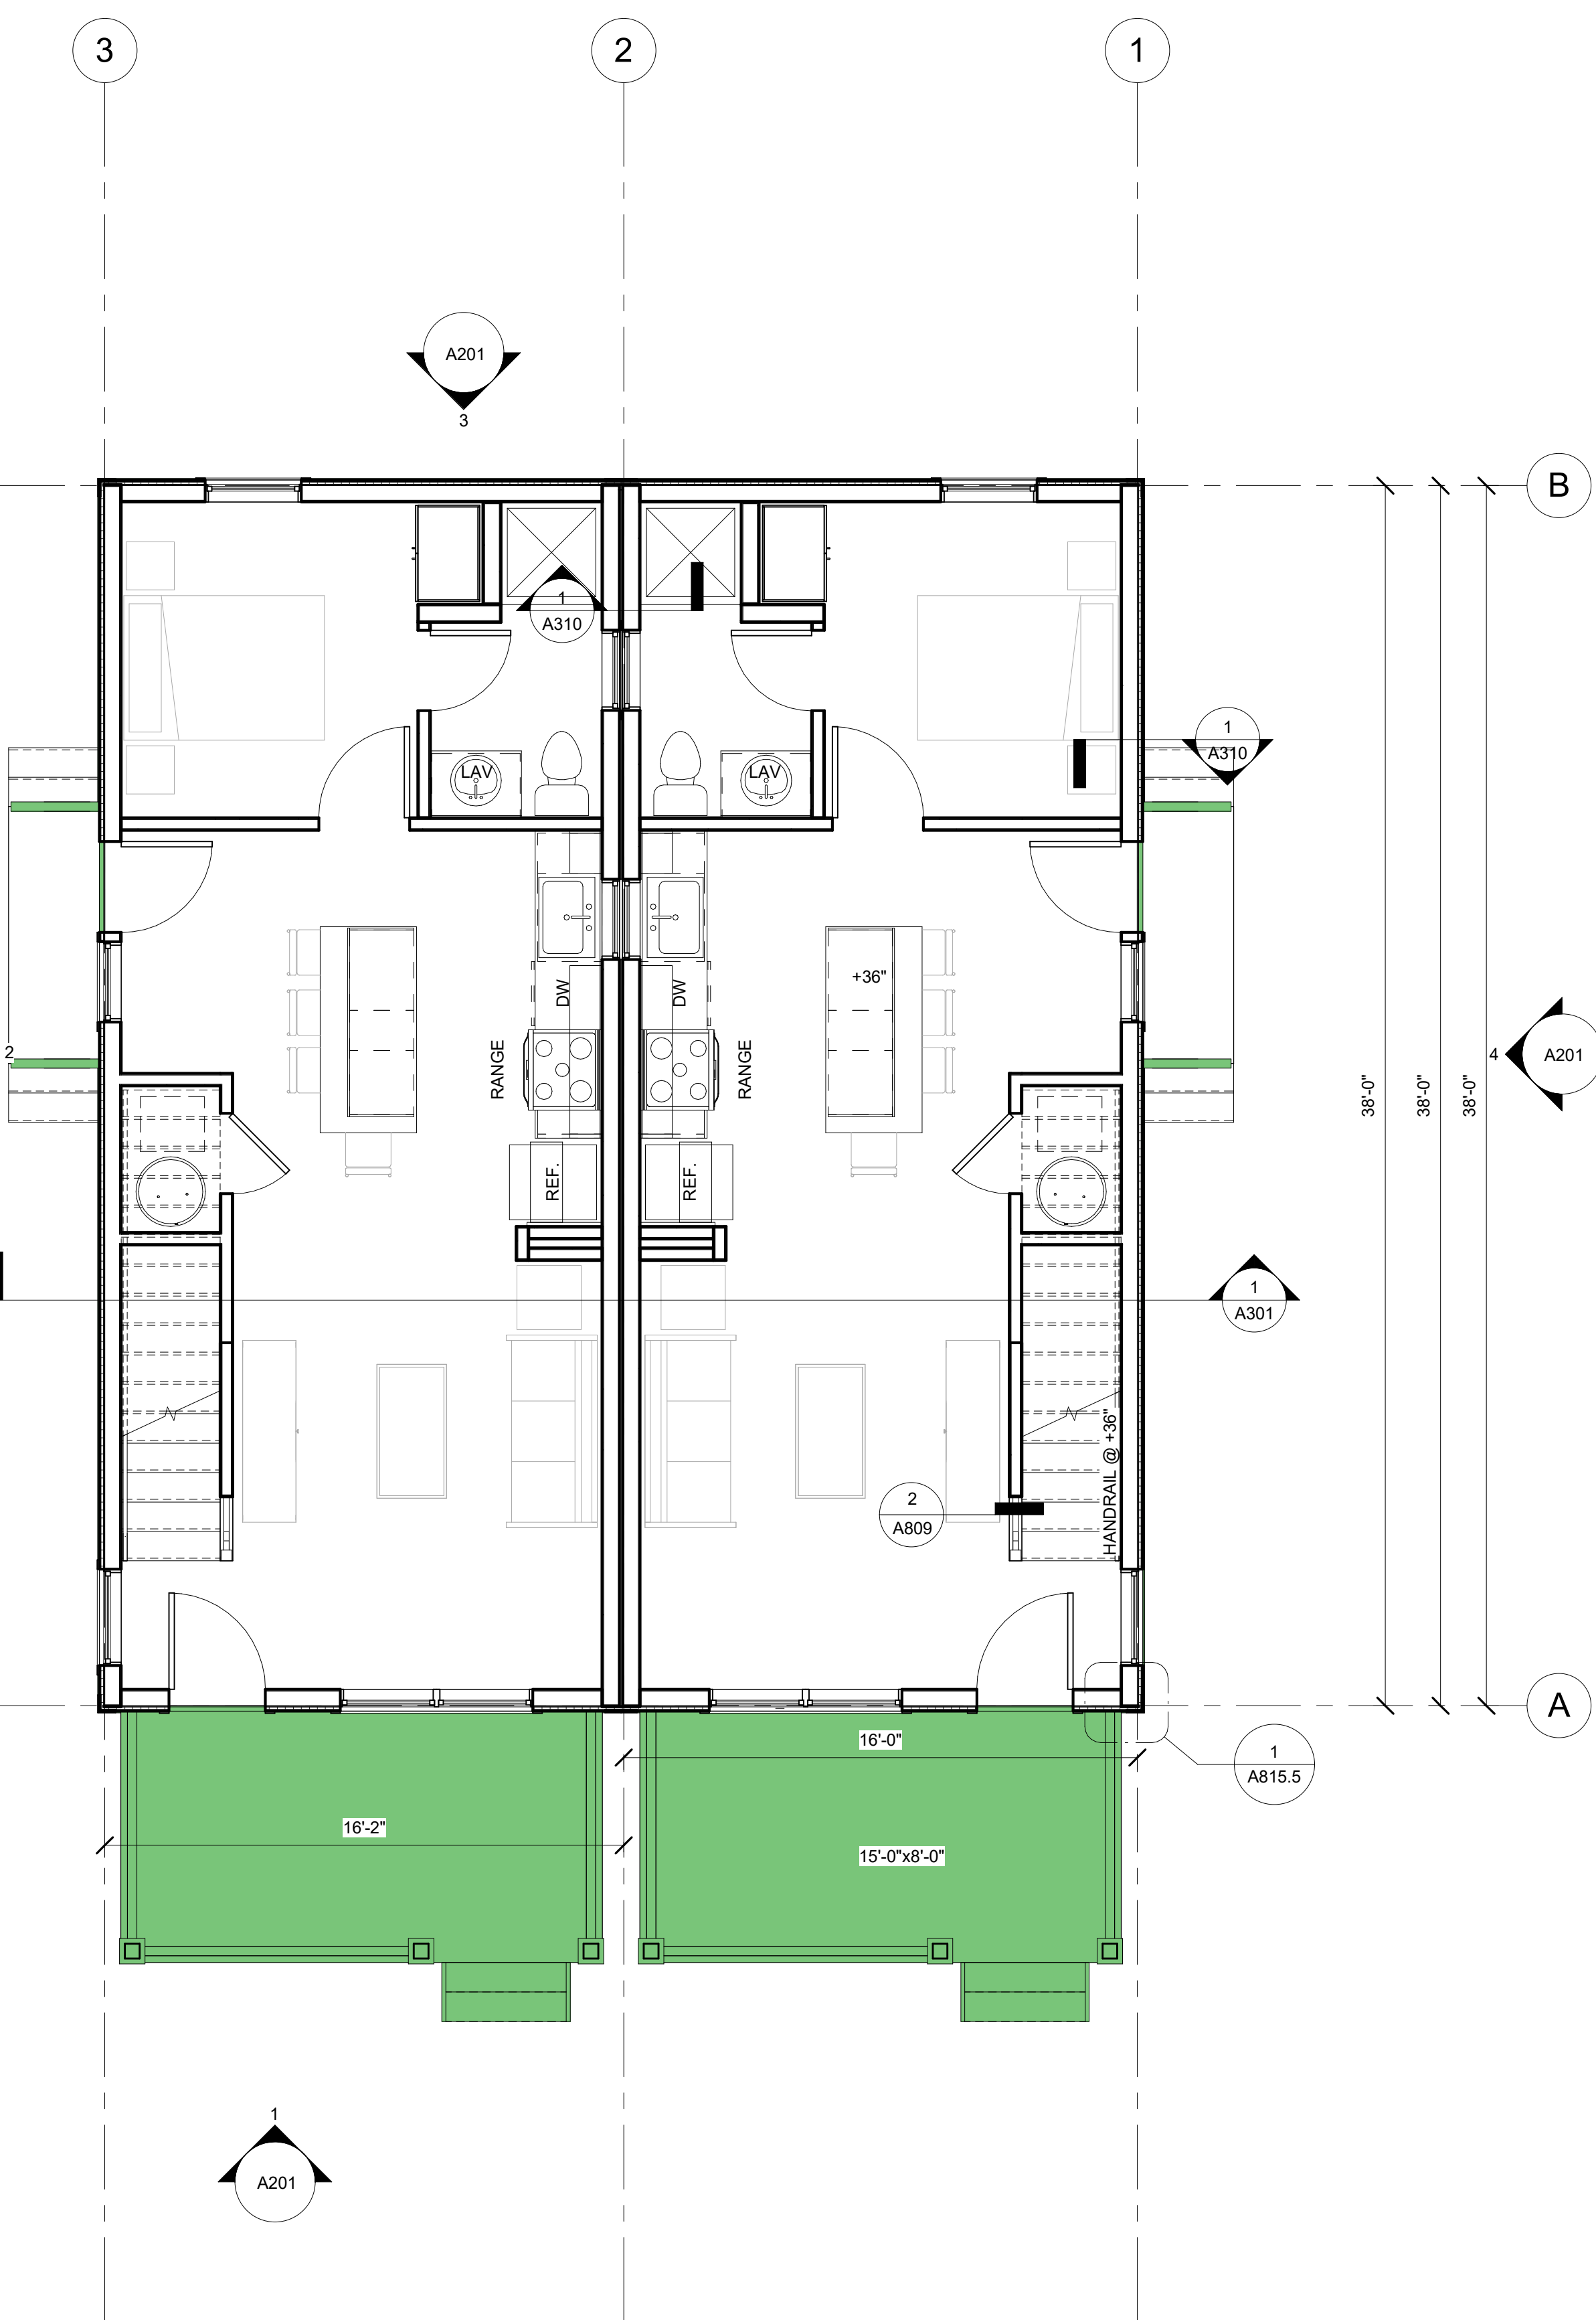 3
2
1
A201
3
B
1
A310
LAV
LAV
1
A310
+36"
DW
DW
RANGE
RANGE
2
4
A201
38'-0"
38'-0"
38'-0"
REF.
REF.
1
A301
HANDRAIL @ +36"
2
A809
A
16'-0"
1
A815.5
16'-2"
15'-0"x8'-0"
1
A201